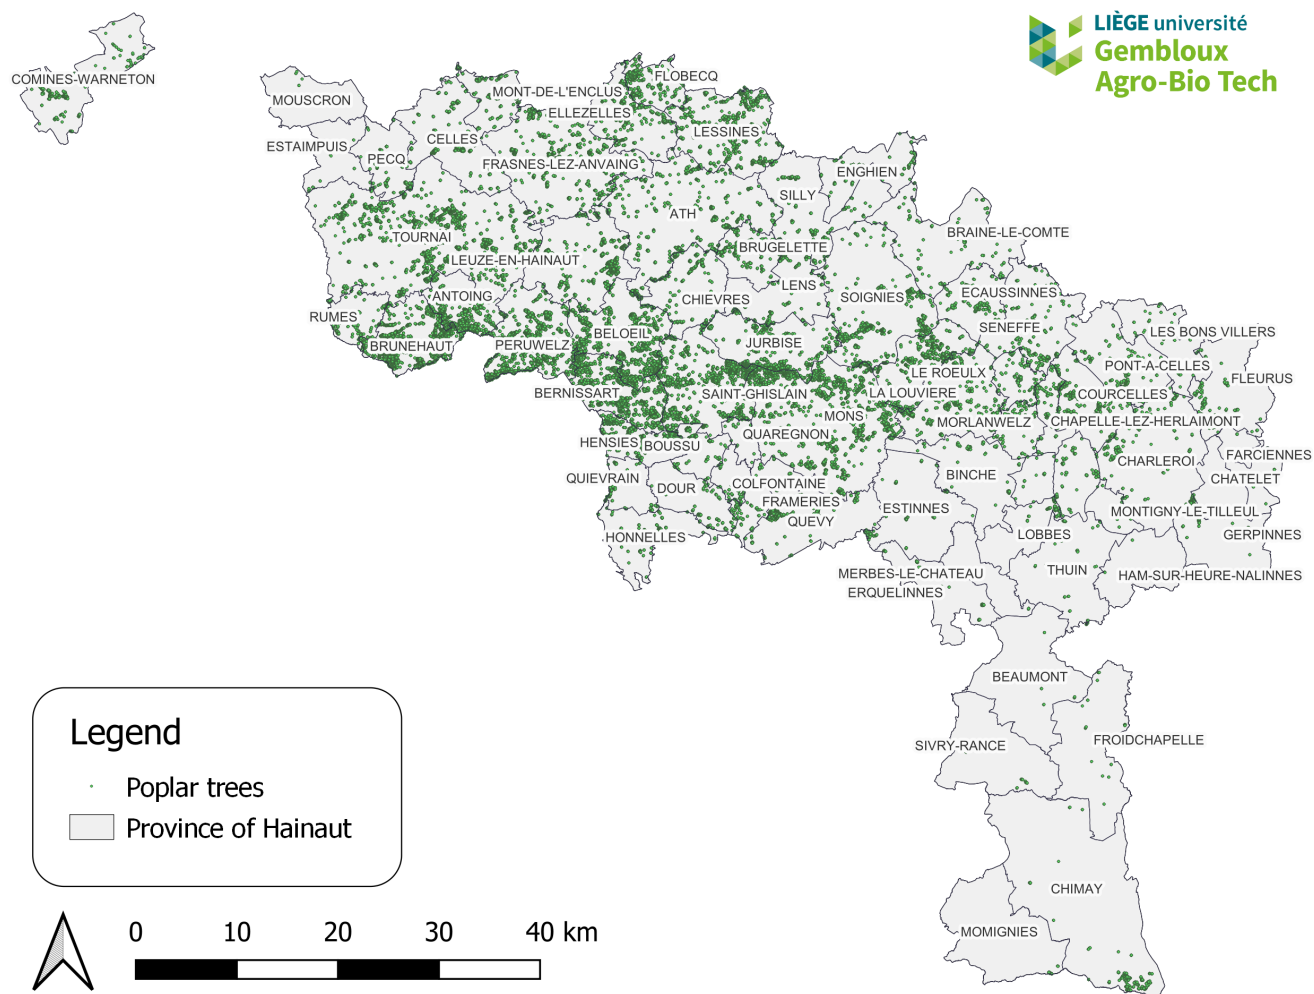 LIÈGE université
Gembloux
Agro-Bio Tech
COMINES-WARNETON
MOUSCRON
ESTAIMPUIS
PECQ
CELLES
MONT-DE-L'ENCLUS
ELLEZELLES
FLOBECQ
LESSINES
FRASNES-LEZ-ANVAING
ENGHIEN
SILLY
ATH
TOURNAI
LEUZE-EN-HAINAUT
BRUGELETTE
BRAINE-LE-COMTE
ANTOING
CHIEVRES
LENS
SOIGNIES
ECAUSSINNES
RUMES
BRUNEHAUT
PERUWELZ
BELOEIL
JURBISE
SENEFFE
LES BONS VILLERS
PONT-A-CELLES
FLEURUS
BERNISSART
SAINT-GHISLAIN
LE ROEULX
LA LOUVIERE
COURCELLES
MONS
MORLANWELZ
CHAPELLE-LEZ-HERLAIMONT
HENSIES
BOUSSU
QUAREGNON
QUIEVRAIN
DOUR
COLFONTAINE
FRAMERIES
QUEVY
BINCHE
ESTINNES
CHARLEROI
FARCIENNES
CHATELET
MONTIGNY-LE-TILLEUL
GERPINNES
HONNELLES
LOBBES
THUIN
HAM-SUR-HEURE-NALINNES
MERBES-LE-CHATEAU
ERQUELINNES
BEAUMONT
SIVRY-RANCE
FROIDCHAPELLE
CHIMAY
MOMIGNIES
Legend
Poplar trees
Province of Hainaut
0 10 20 30 40 km